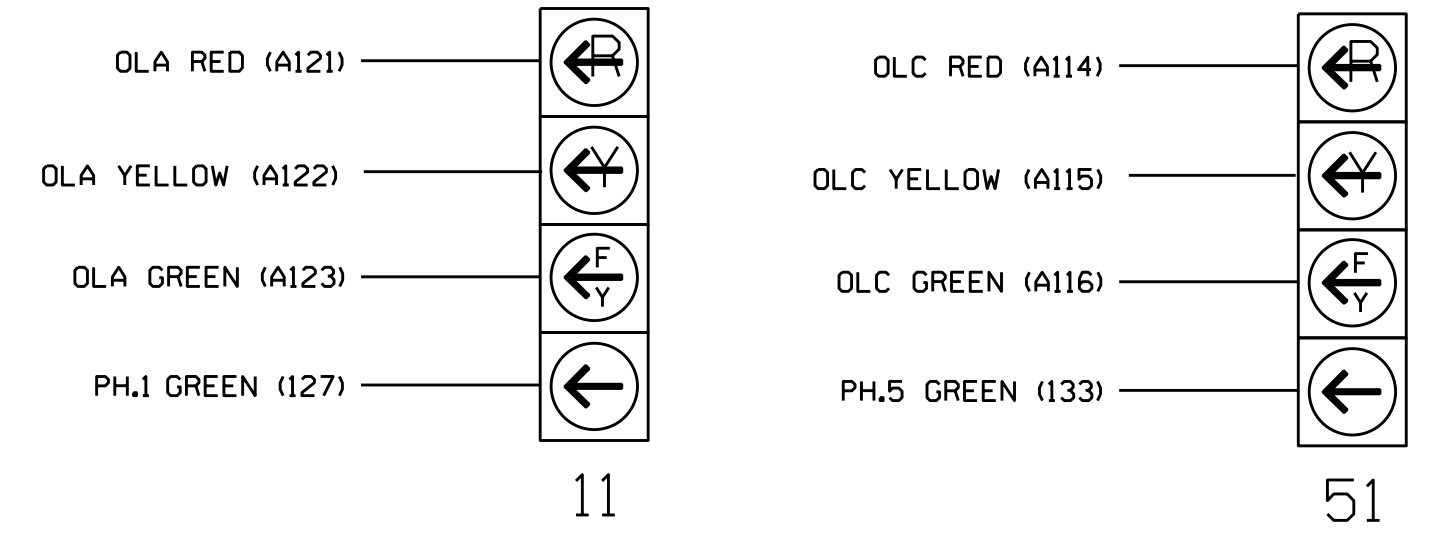 OLA RED (A121)
R
OLA YELLOW (A122)
Y
OLA GREEN (A123)
F
Y
PH.1 GREEN (127)
11
OLC RED (A114)
R
OLC YELLOW (A115)
Y
OLC GREEN (A116)
F
Y
PH.5 GREEN (133)
51